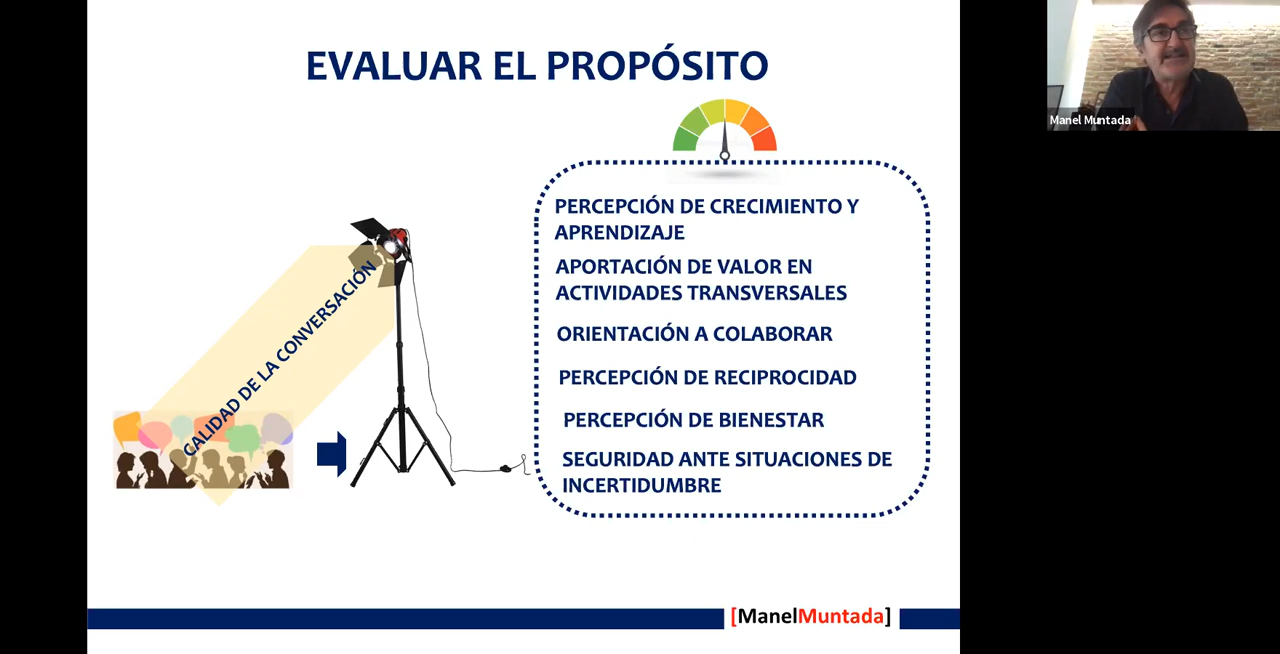 EVALUAR EL PROPÓSITO
Manel Muntada
PERCEPCIÓN DE CRECIMIENTO Y
APRENDIZAJE
APORTACIÓN DE VALOR EN
ACTIVIDADES TRANSVERSALES
ORIENTACIÓN A COLABORAR
PERCEPCIÓN DE RECIPROCIDAD
PERCEPCIÓN DE BIENESTAR
SEGURIDAD ANTE SITUACIONES DE
INCERTIDUMBRE
CALIDAD DE LA CONVERSACIÓN
[ManelMuntada]